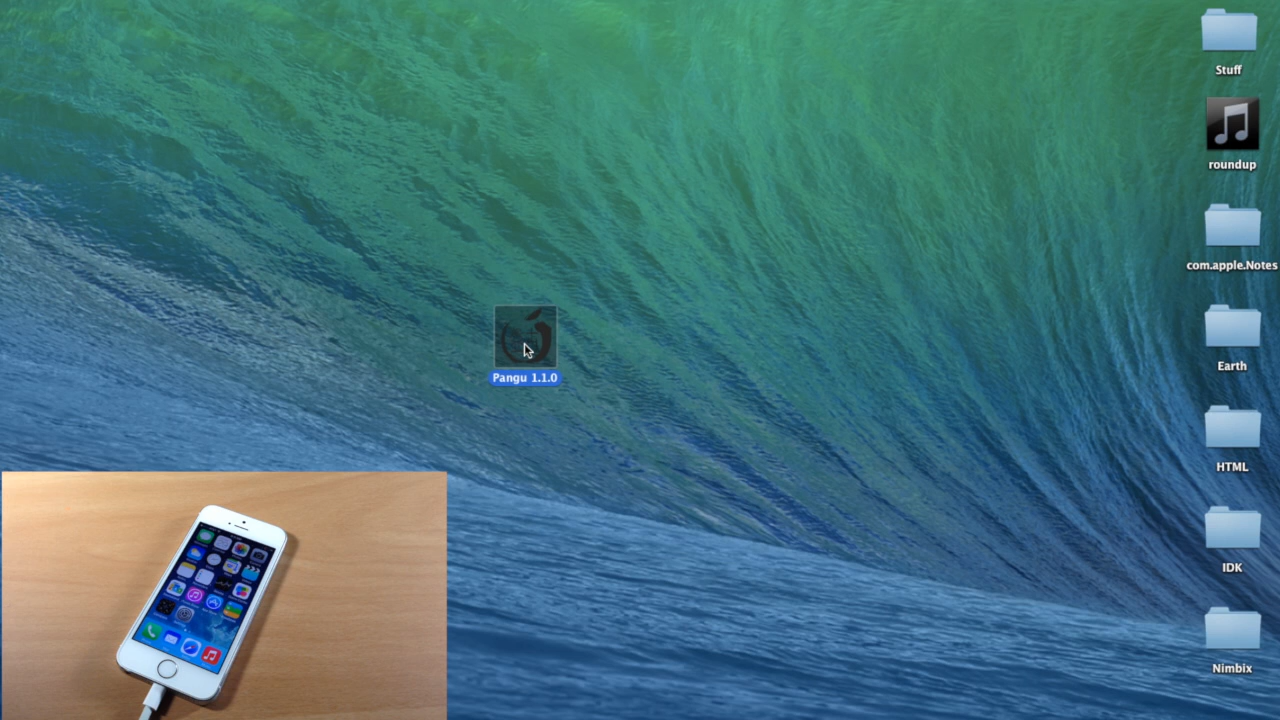 Stuff
roundup
com.apple.Notes
Earth
Pangu 1.1.0
HTML
IDK
Nimbix